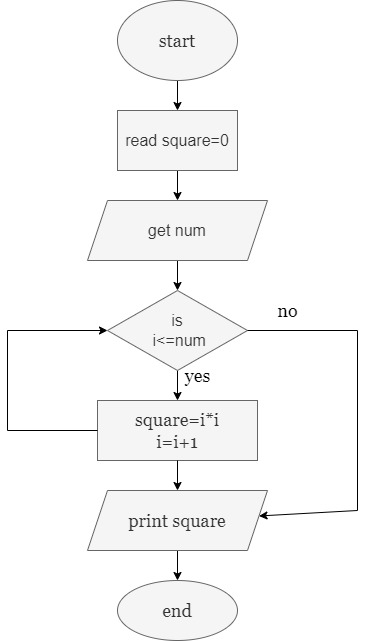 start
read square=0
get num
is
i<=num
no
yes
square=i*i
i=i+1
print square
end